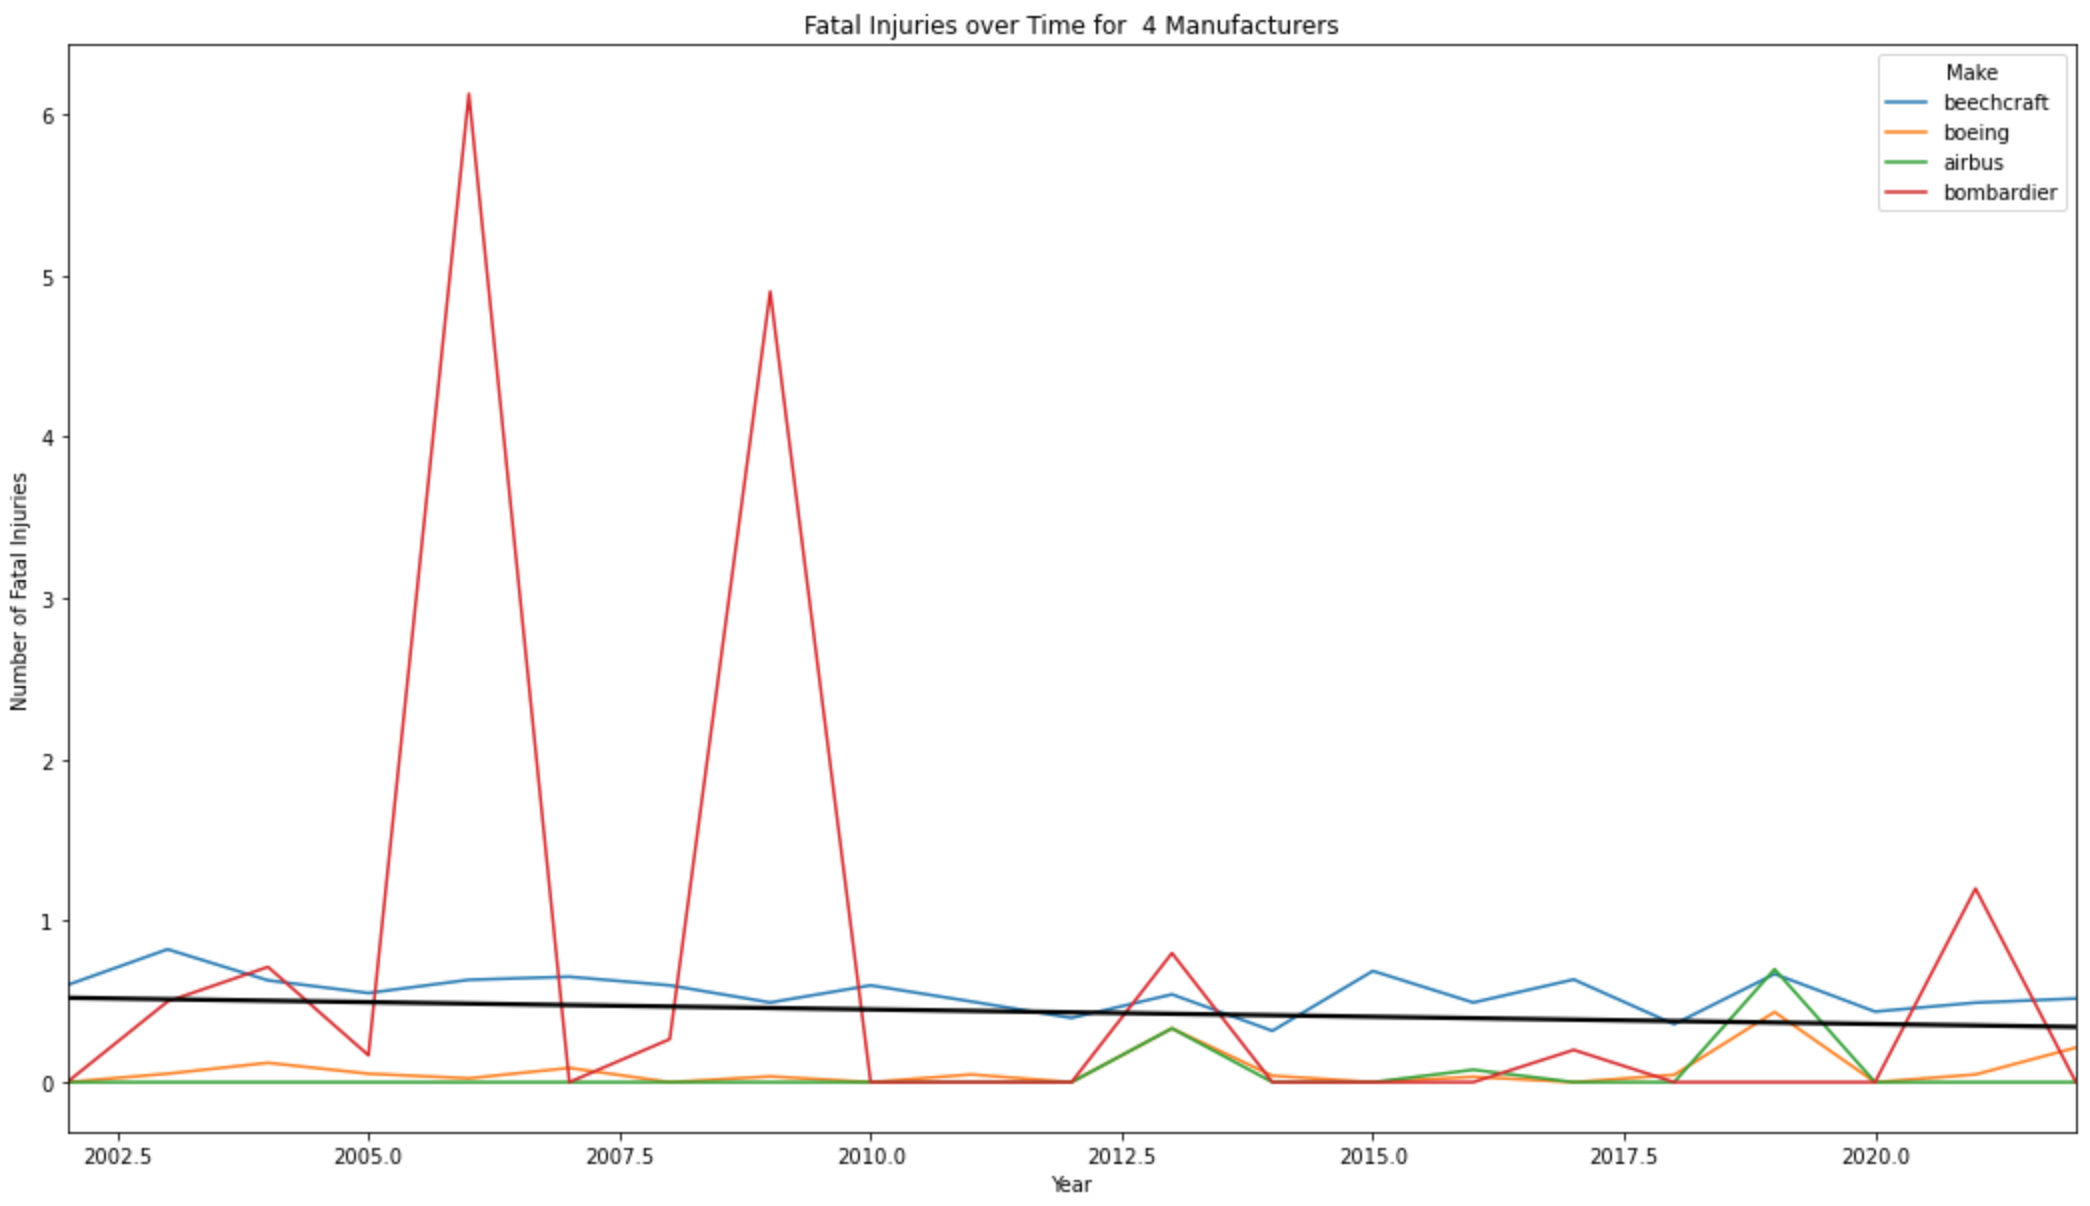 Fatal Injuries over Time for  4 Manufacturers
Make
beechcraft
boeing
airbus
bombardier
6
5
4
3
2
1
0
Number of Fatal Injuries
2002.5 2005.0 2007.5 2010.0 2012.5 2015.0 2017.5 2020.0
Year